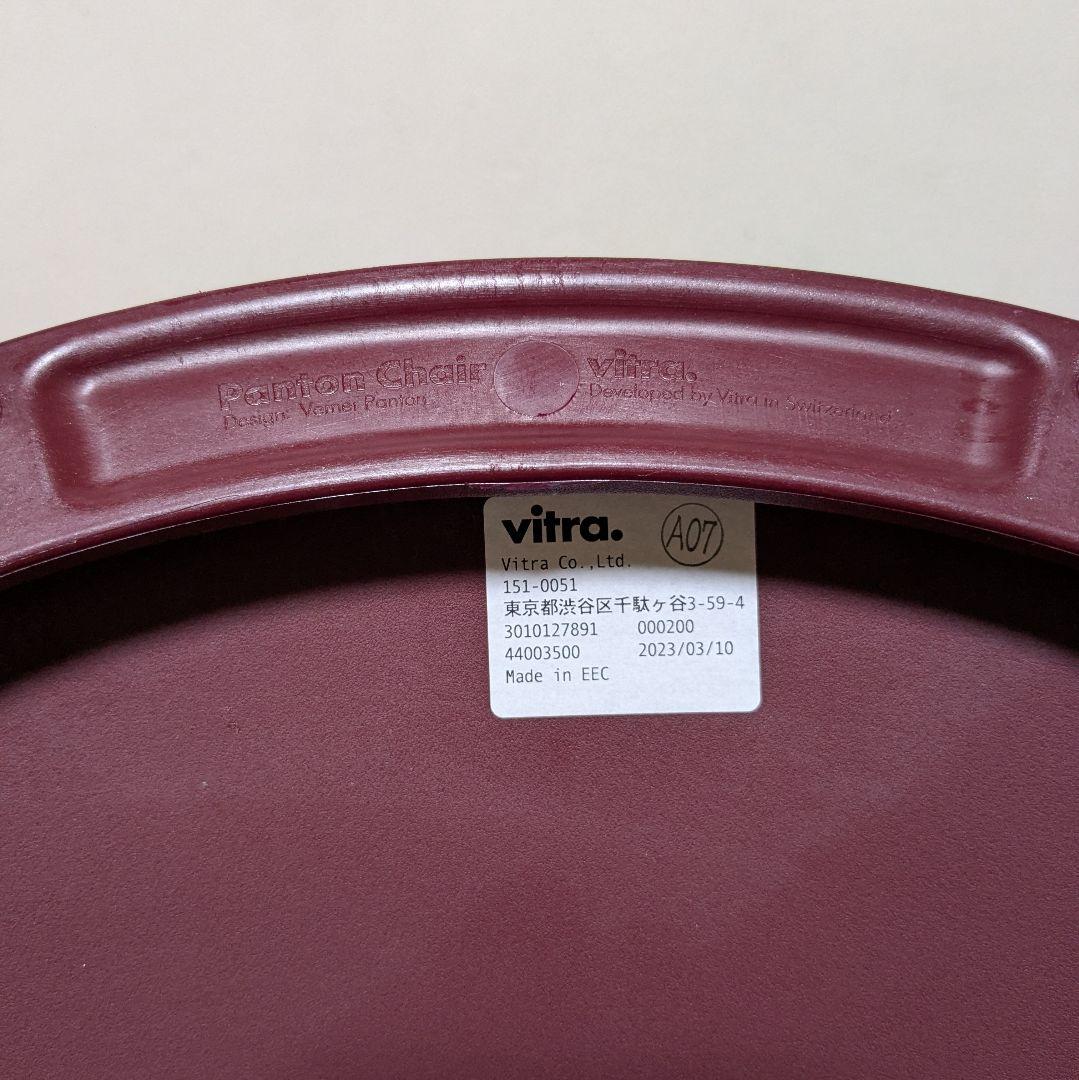 Panton Chair
Design: Verner Panton
vitra.
Developed by Vitra in Switzerland
vitra. A07
Vitra Co.,Ltd.
151-0051
東京都渋谷区千駄ヶ谷3-59-4
3010127891 000200
44003500 2023/03/10
Made in EEC